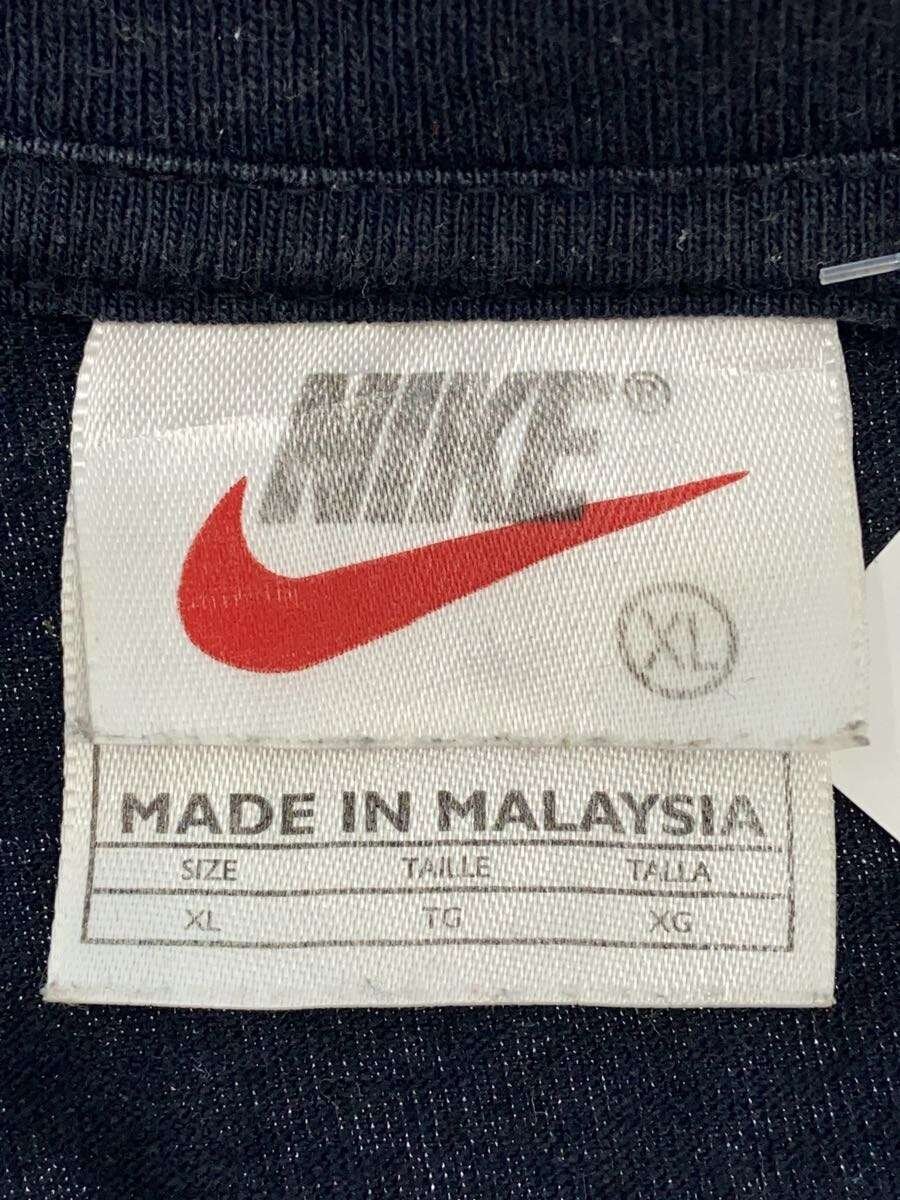 NIKE®
XL
MADE IN MALAYSIA
SIZE TAILLE TALLA
XL TG XG